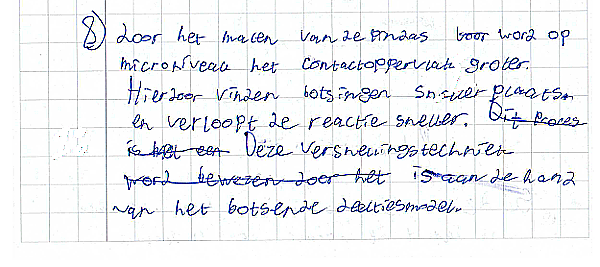 8) door het malen van de pindas boor word op
microniveau het contactoppervlak groter.
Hierdoor vinden botsingen sneller plaats
en verloopt de reactie sneller. Dit proces
is het een Deze versnellingstechniek
word bewezen door het is aan de hand
van het botsende deeltjesmodel.